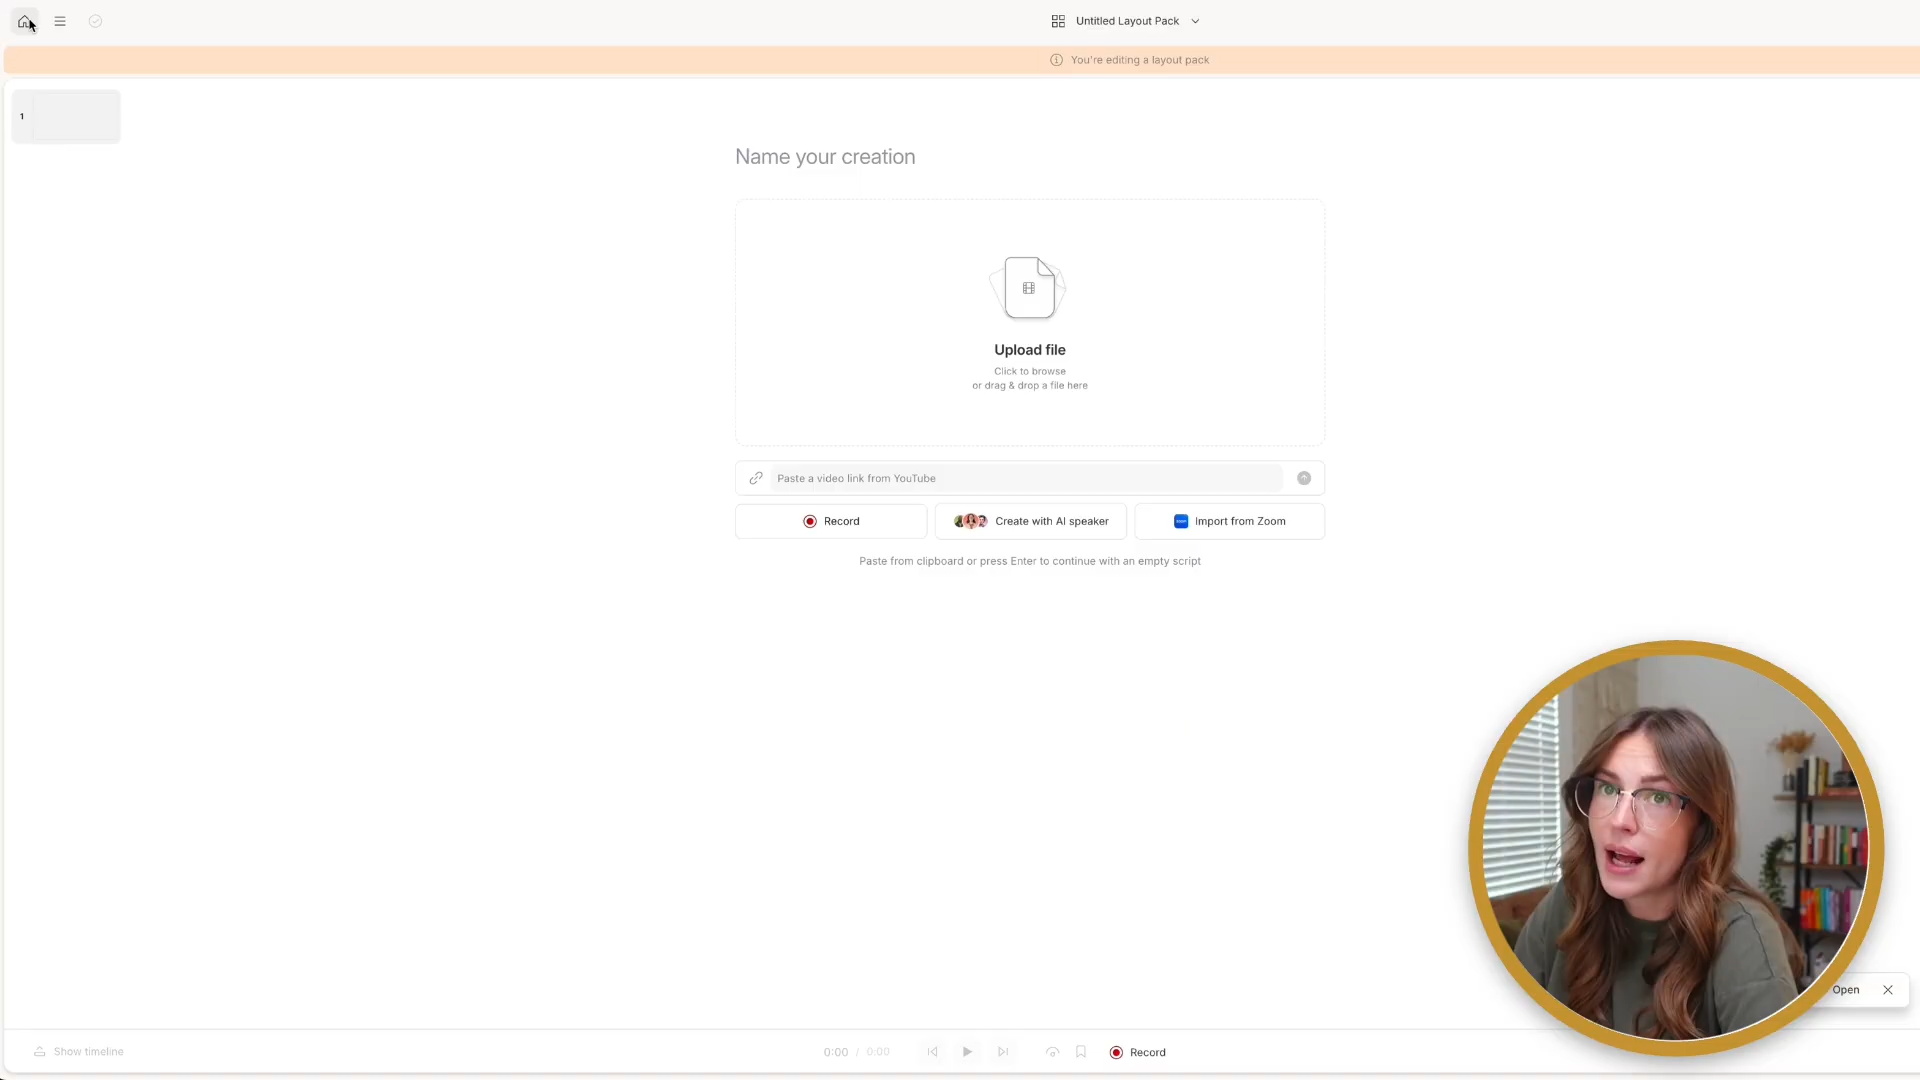 Untitled Layout Pack
You're editing a layout pack
1
Name your creation
Upload file
Click to browse
or drag & drop a file here
Paste a video link from YouTube
Record
Create with AI speaker
Import from Zoom
Paste from clipboard or press Enter to continue with an empty script
Open
Show timeline
0:00 / 0:00
Record